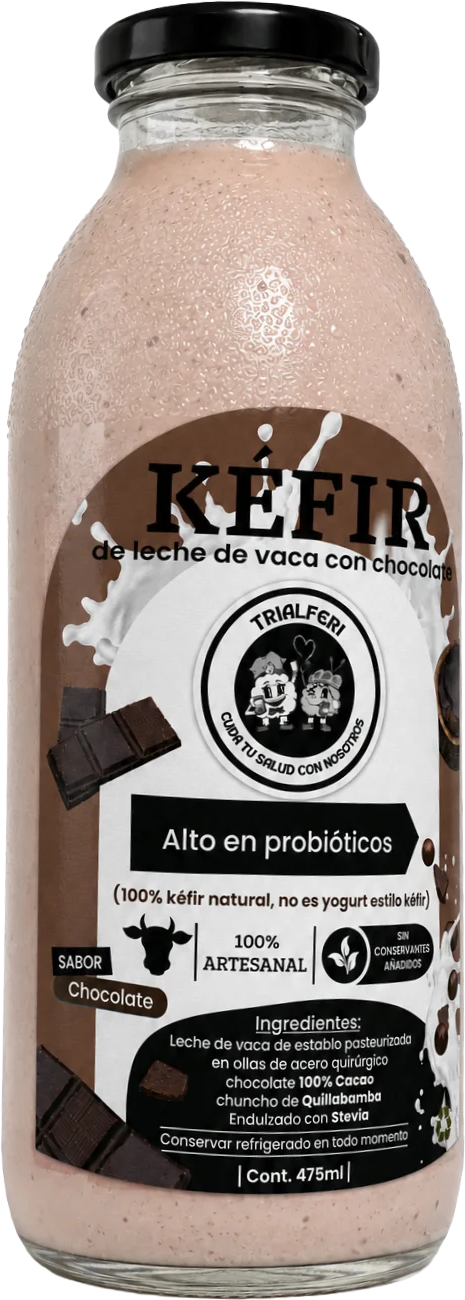 KÉFIR
de leche de vaca con chocolate
TRIALFERI
CUIDA TU SALUD CON NOSOTROS
Alto en probióticos
(100% kéfir natural, no es yogurt estilo kéfir)
100%
ARTESANAL
SIN
CONSERVANTES
AÑADIDOS
SABOR
Chocolate
Ingredientes:
Leche de vaca de establo pasteurizada
en ollas de acero quirúrgico
chocolate 100% Cacao
chuncho de Quillabamba
Endulzado con Stevia
Conservar refrigerado en todo momento
|Cont. 475ml|